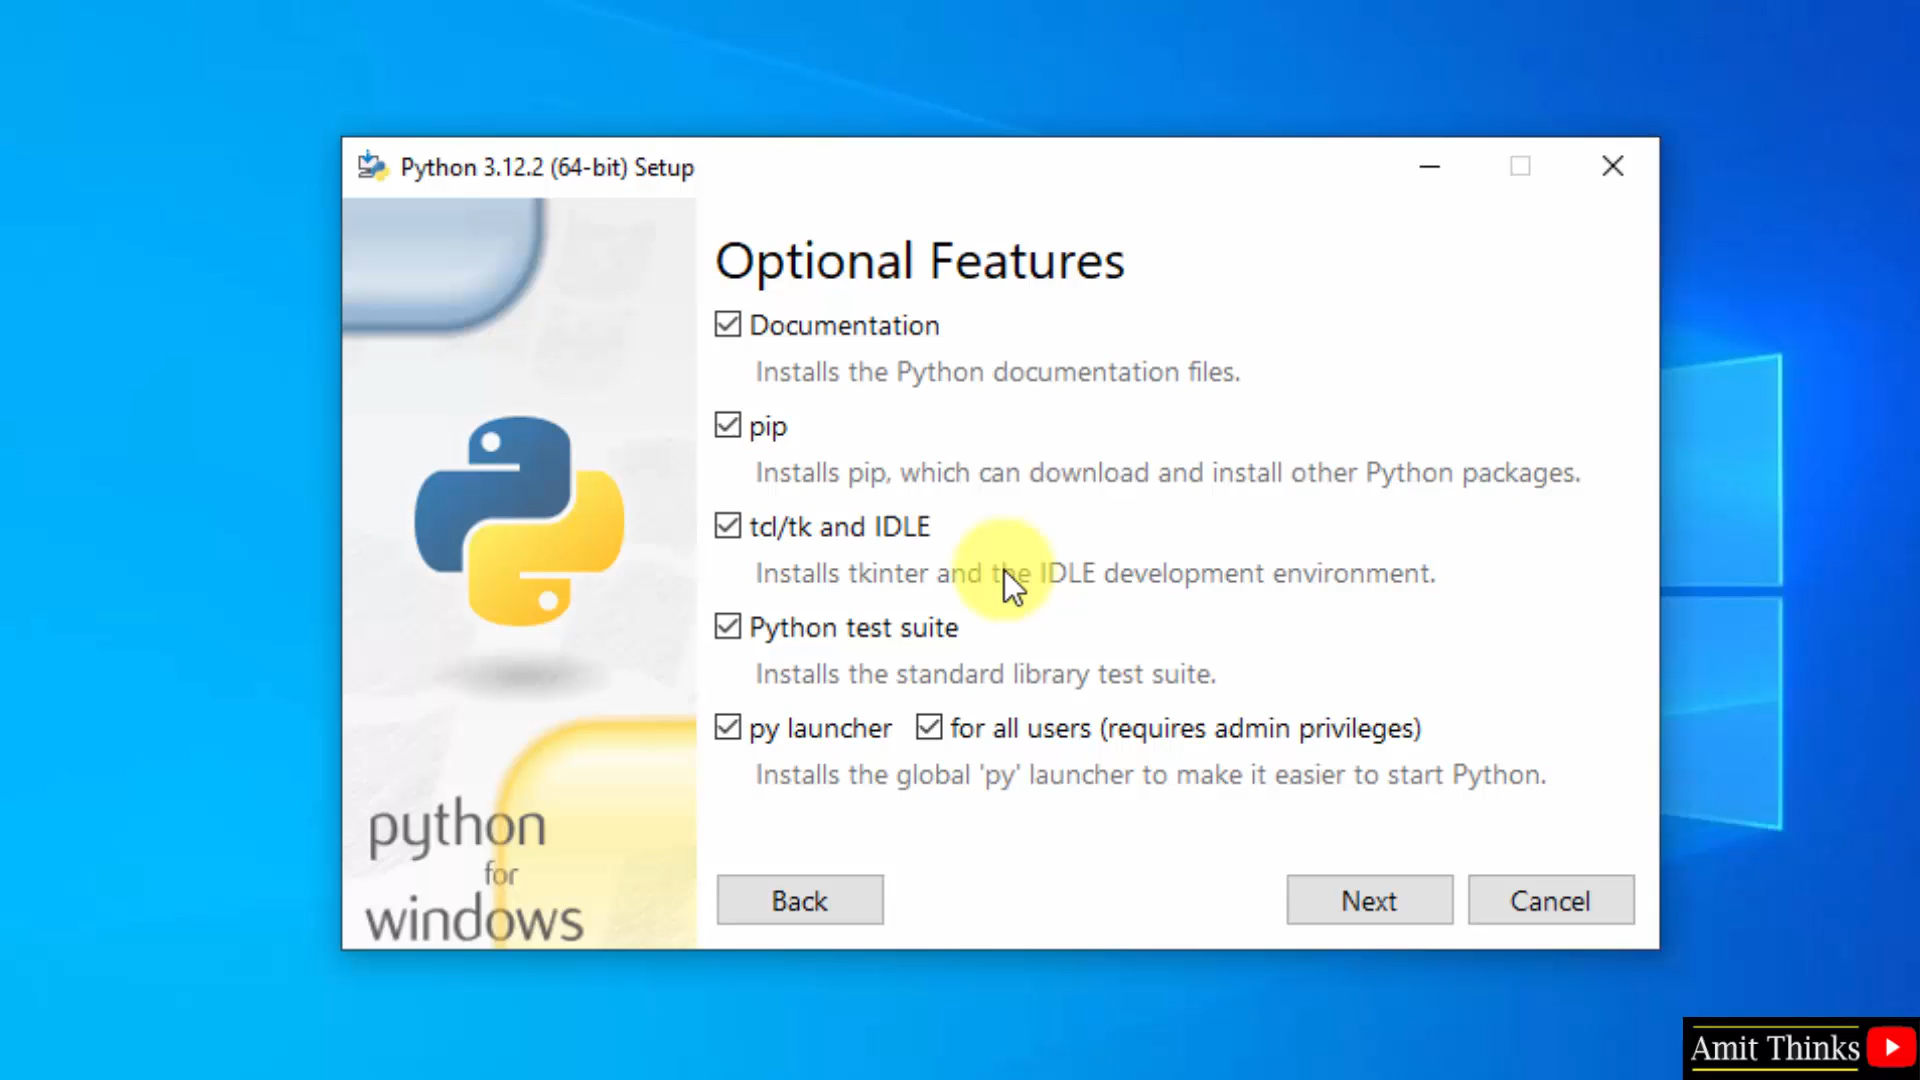 Python 3.12.2 (64-bit) Setup
Optional Features
Documentation
Installs the Python documentation files.
pip
Installs pip, which can download and install other Python packages.
tcl/tk and IDLE
Installs tkinter and the IDLE development environment.
Python test suite
Installs the standard library test suite.
py launcher for all users (requires admin privileges)
Installs the global 'py' launcher to make it easier to start Python.
python
for
windows
Back Next Cancel
Amit Thinks